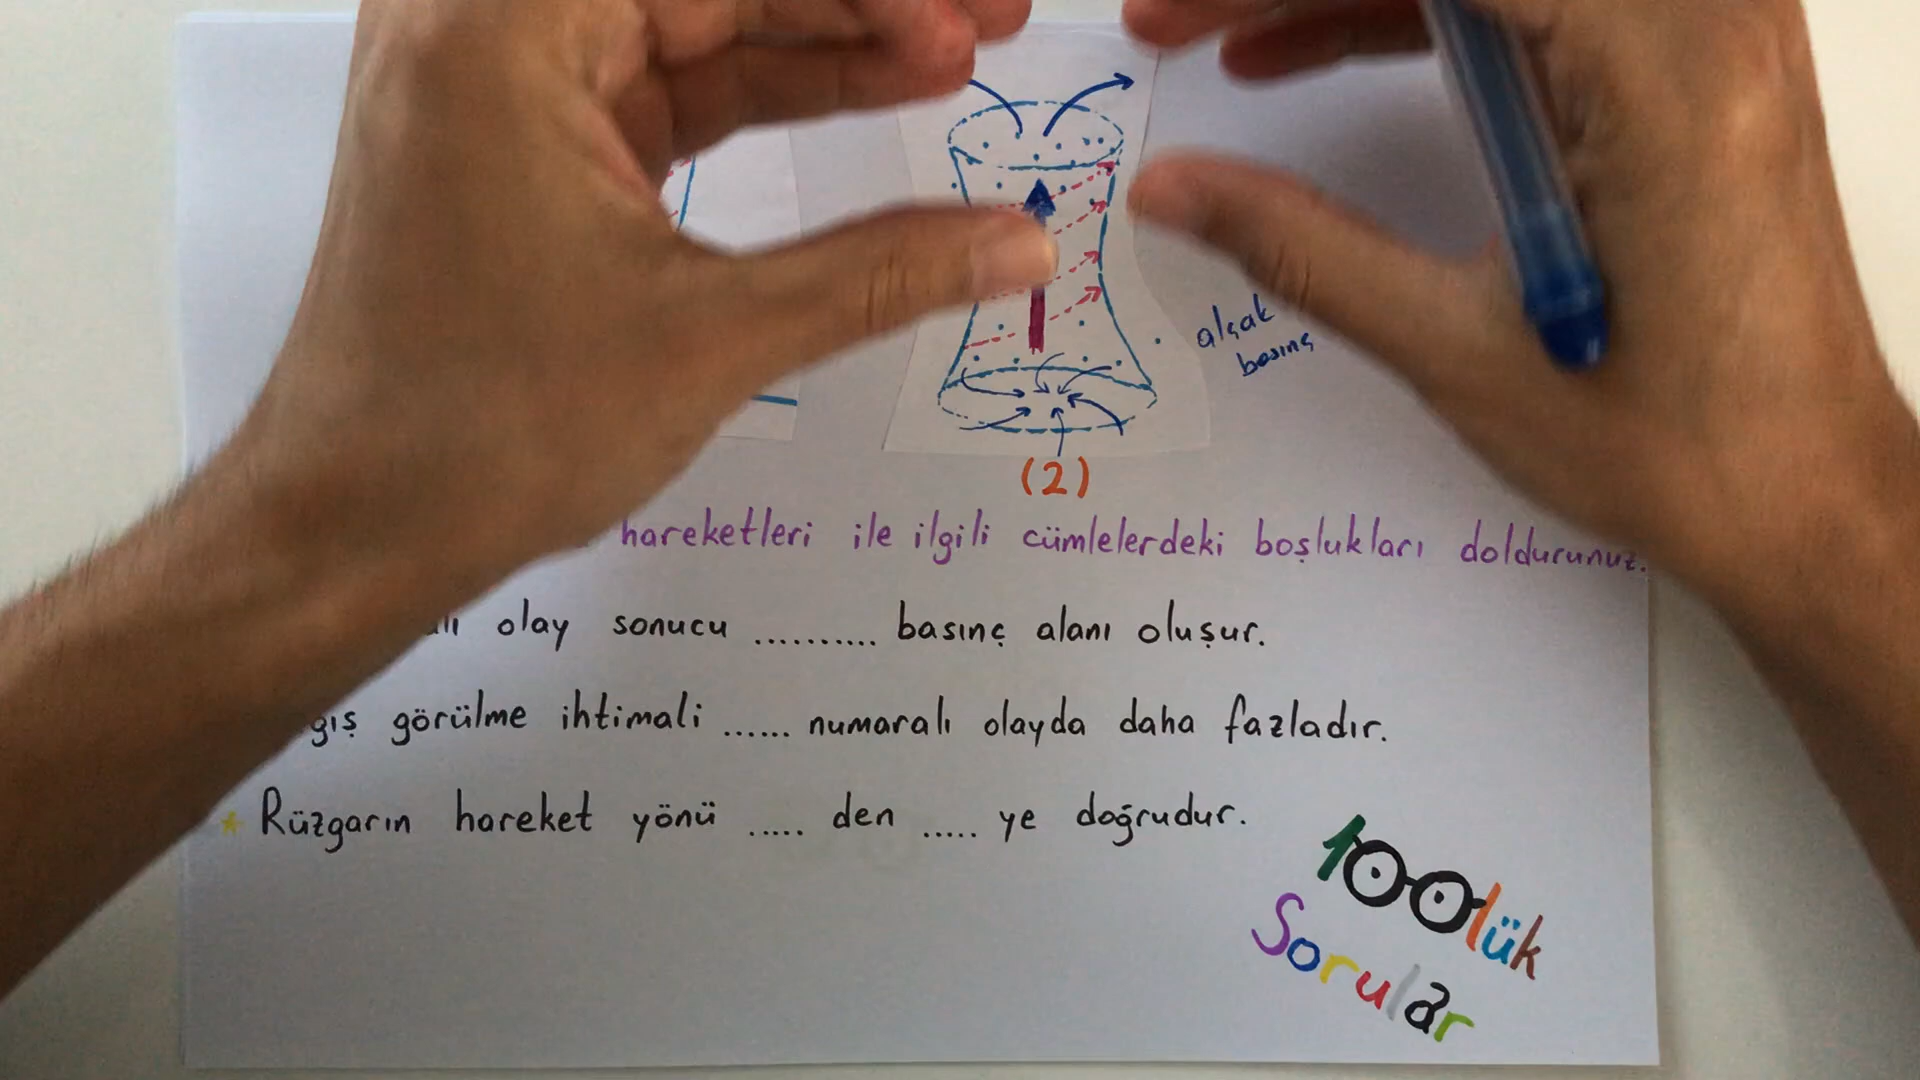 alçak
basınç
(2)
hareketleri ile ilgili cümlelerdeki boşlukları doldurunuz.
olay sonucu .......... basınç alanı oluşur.
görülme ihtimali ...... numaralı olayda daha fazladır.
Rüzgarın hareket yönü ..... den ..... ye doğrudur.
100lük
Sorular